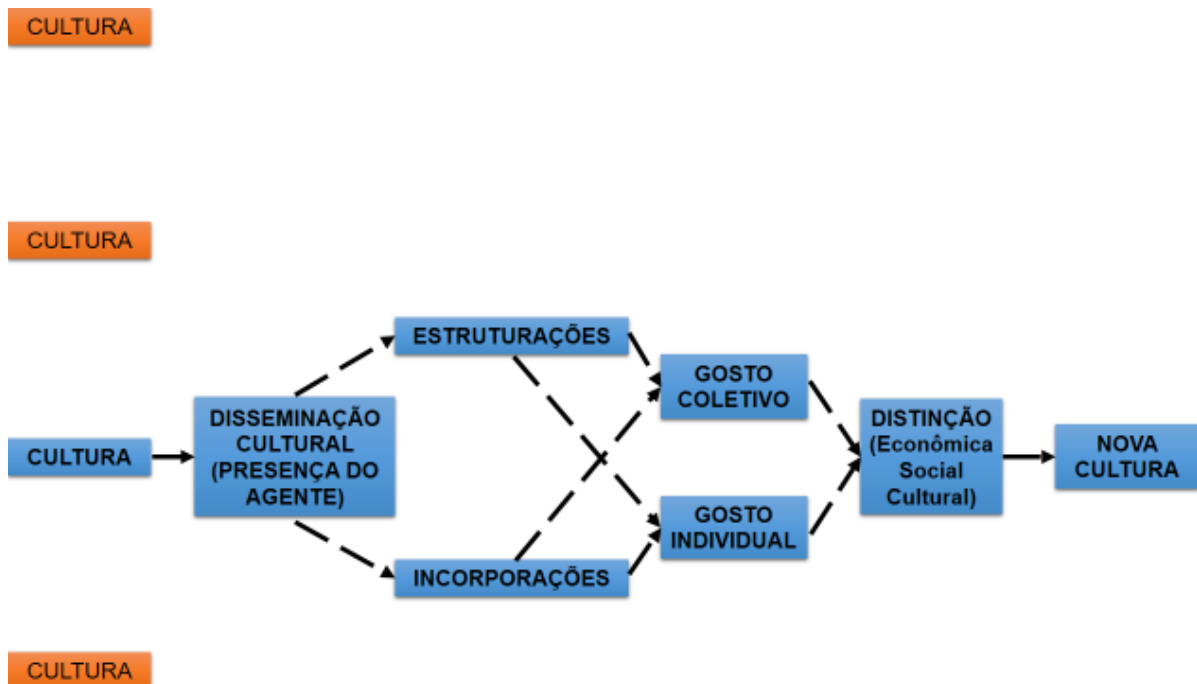 CULTURA
CULTURA
ESTRUTURAÇÕES
GOSTO
COLETIVO
DISSEMINAÇÃO
CULTURAL
(PRESENÇA DO
AGENTE)
DISTINÇÃO
(Econômica
Social
Cultural)
CULTURA
NOVA
CULTURA
GOSTO
INDIVIDUAL
INCORPORAÇÕES
CULTURA